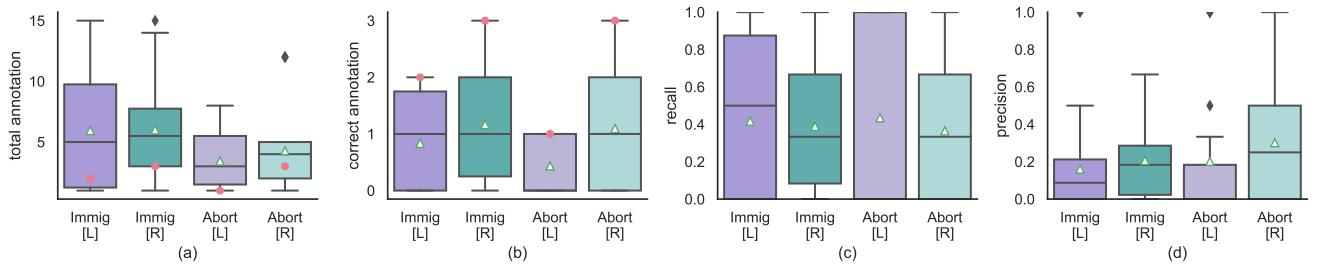 total annotation
15
10
5
Immig
[L]
Immig
[R]
Abort
[L]
Abort
[R]
(a)
correct annotation
3
2
1
0
Immig
[L]
Immig
[R]
Abort
[L]
Abort
[R]
(b)
recall
1.0
0.8
0.6
0.4
0.2
0.0
Immig
[L]
Immig
[R]
Abort
[L]
Abort
[R]
(c)
precision
1.0
0.8
0.6
0.4
0.2
0.0
Immig
[L]
Immig
[R]
Abort
[L]
Abort
[R]
(d)